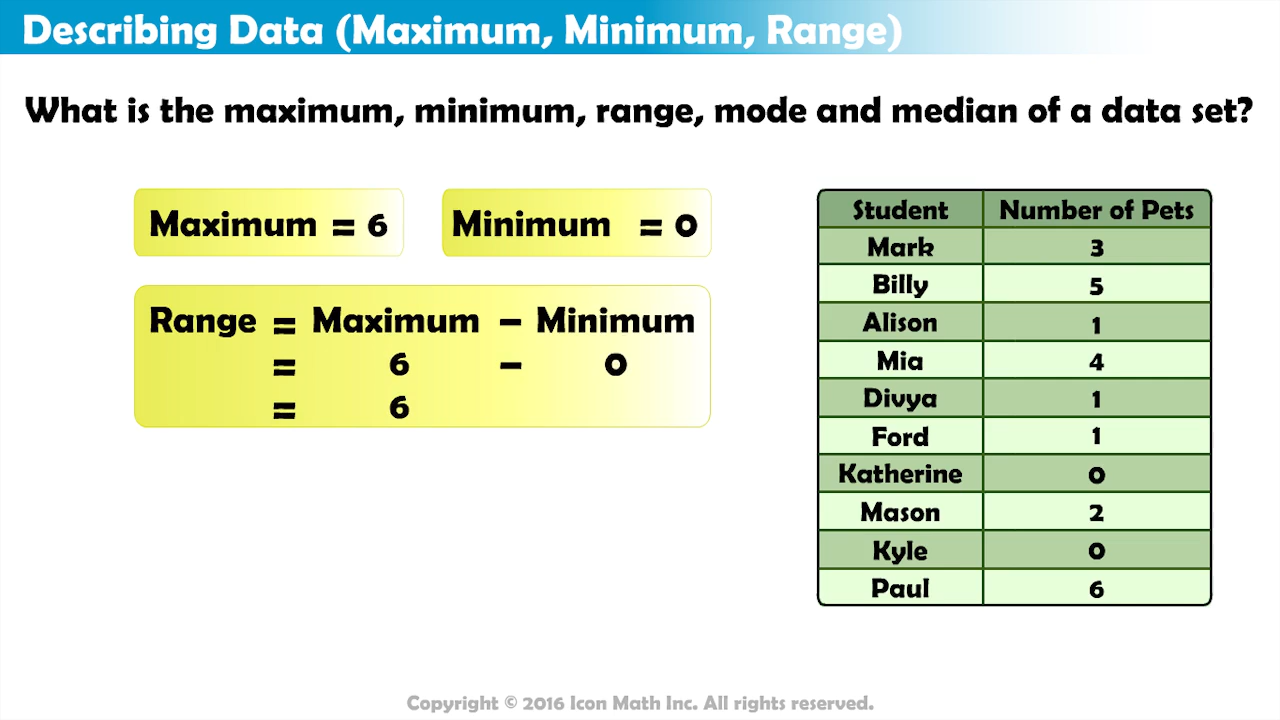 Describing Data (Maximum, Minimum, Range)
What is the maximum, minimum, range, mode and median of a data set?
Maximum = 6
Minimum = 0
Range = Maximum – Minimum
= 6 – 0
= 6
Student Number of Pets
Mark 3
Billy 5
Alison 1
Mia 4
Divya 1
Ford 1
Katherine 0
Mason 2
Kyle 0
Paul 6
Copyright © 2016 Icon Math Inc. All rights reserved.